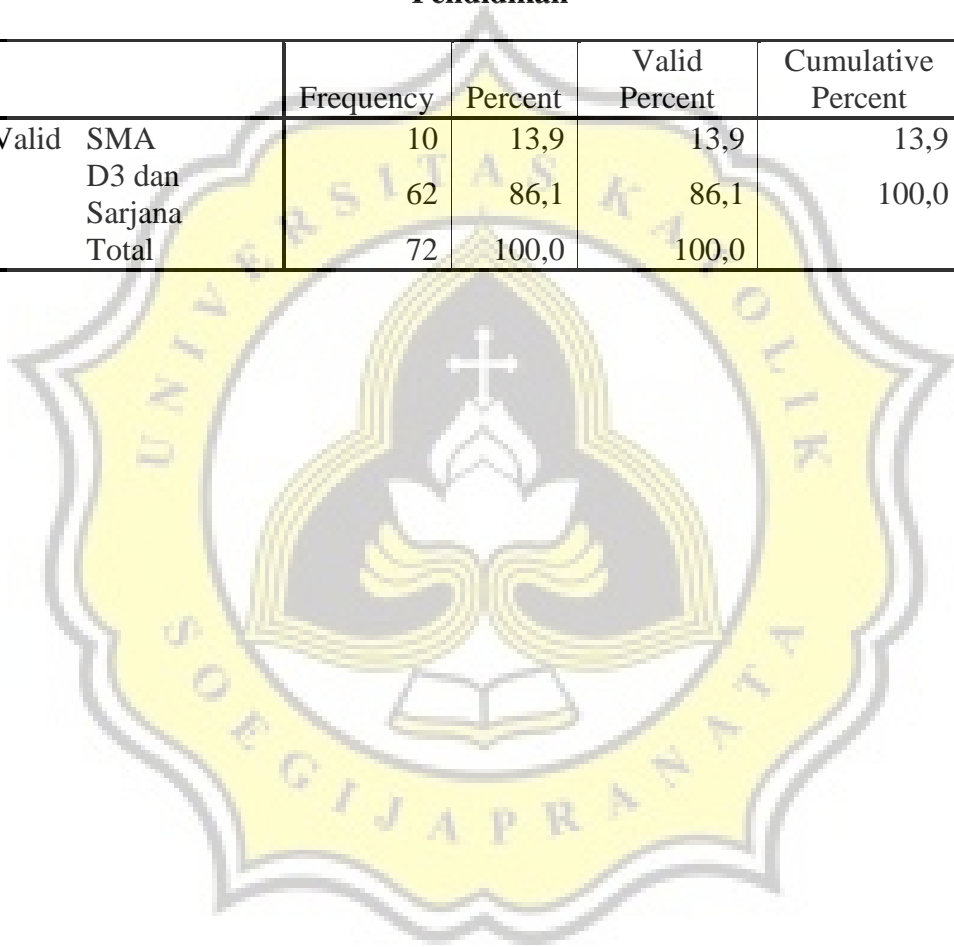 Pendidikan
Frequency Percent Valid Percent Cumulative Percent
Valid SMA 10 13,9 13,9 13,9
D3 dan Sarjana 62 86,1 86,1 100,0
Total 72 100,0 100,0
UNIVERSITAS KATOLIK
SOEGIJAPRANATA